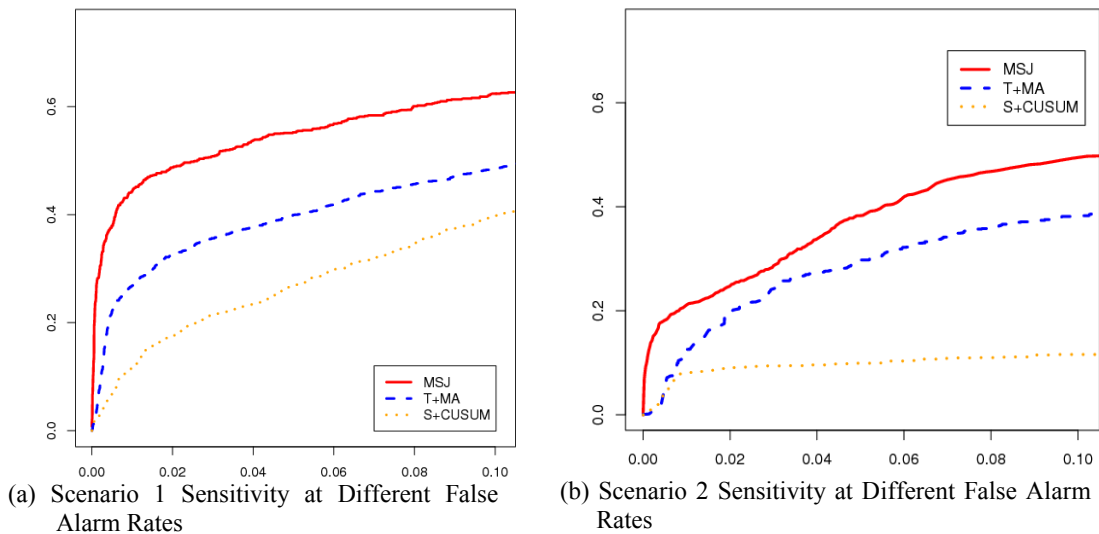 0.6
0.4
0.2
0.0
MSJ
T+MA
S+CUSUM
0.00 0.02 0.04 0.06 0.08 0.10
(a) Scenario 1 Sensitivity at Different False
Alarm Rates
0.6
0.4
0.2
0.0
MSJ
T+MA
S+CUSUM
0.00 0.02 0.04 0.06 0.08 0.10
(b) Scenario 2 Sensitivity at Different False Alarm
Rates